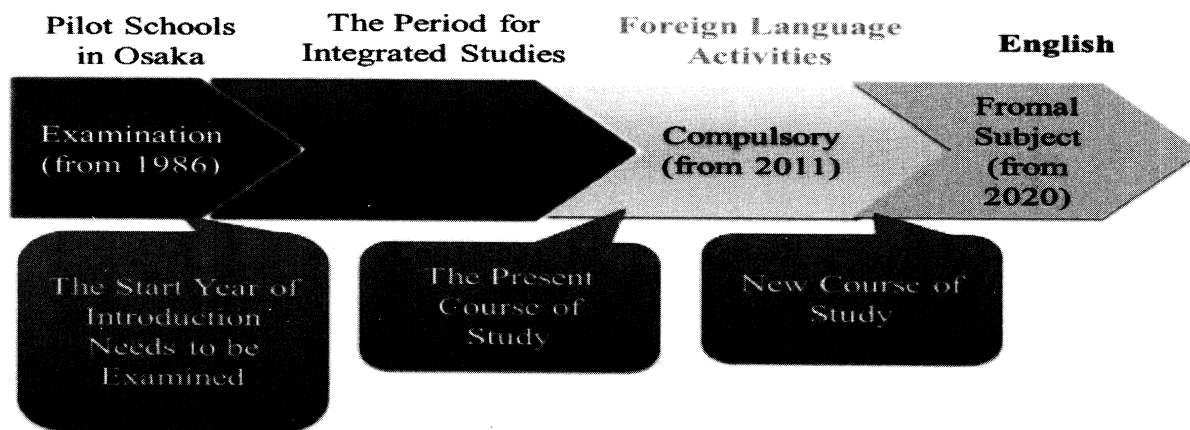 Pilot Schools
in Osaka
The Period for
Integrated Studies
Foreign Language
Activities
English
Examination
(from 1986)
Compulsory
(from 2011)
Fromal
Subject
(from
2020)
The Start Year of
Introduction
Needs to be
Examined
The Present
Course of
Study
New Course of
Study